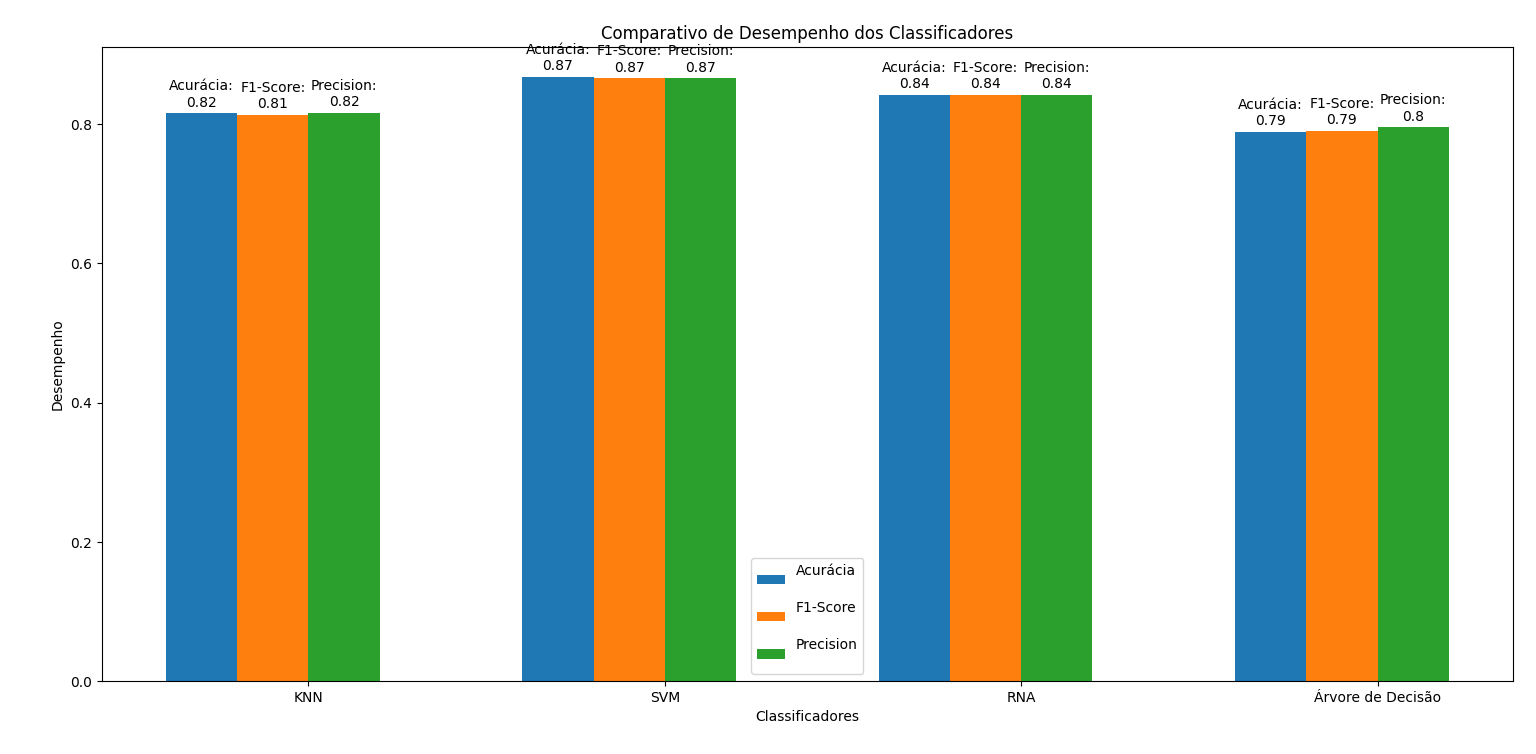 Comparativo de Desempenho dos Classificadores
Acurácia:
0.82
F1-Score:
0.81
Precision:
0.82
Acurácia:
0.87
F1-Score:
0.87
Precision:
0.87
Acurácia:
0.84
F1-Score:
0.84
Precision:
0.84
Acurácia:
0.79
F1-Score:
0.79
Precision:
0.8
Desempenho
0.8
0.6
0.4
0.2
0.0
Acurácia
F1-Score
Precision
KNN
SVM
RNA
Árvore de Decisão
Classificadores